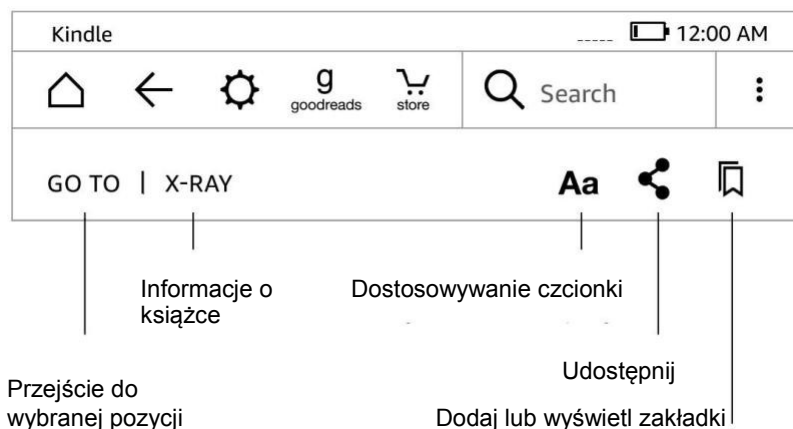 Kindle
12:00 AM
g
goodreads
store
Search
GO TO | X-RAY
Aa
Informacje o
książce
Dostosowywanie czcionki
Udostępnij
Przejście do
wybranej pozycji
Dodaj lub wyświetl zakładki